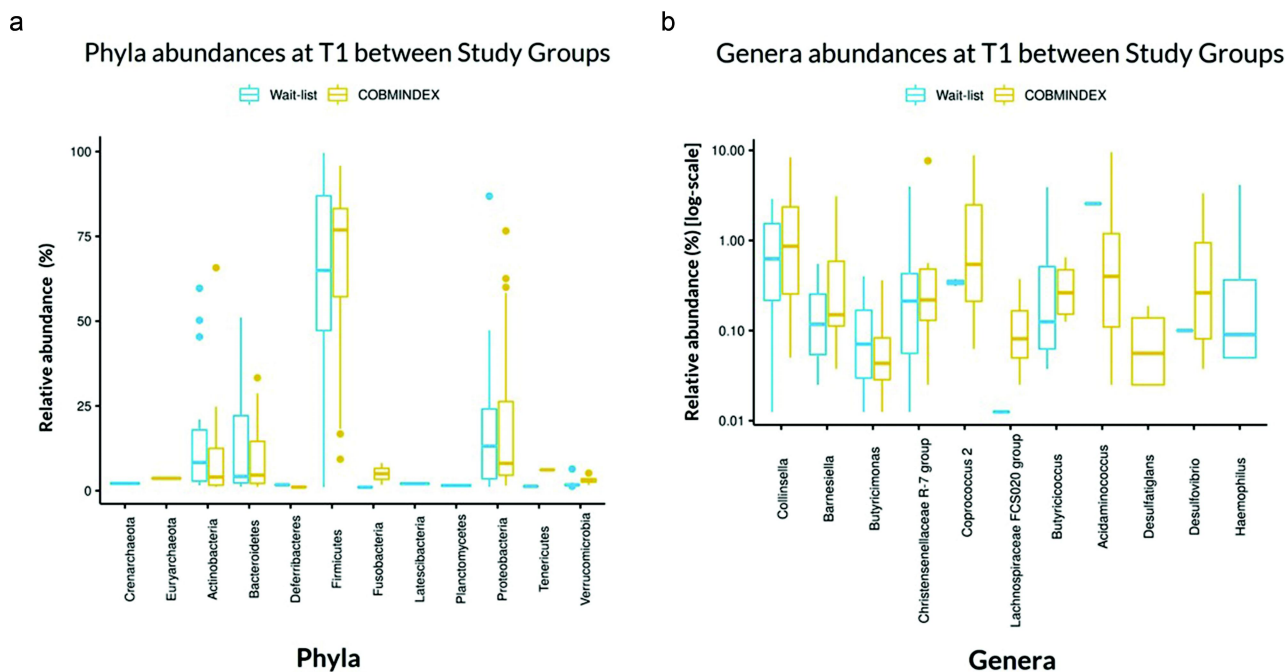 a
Phyla abundances at T1 between Study Groups
Wait-list COBMINDEX
Relative abundance (%)
100
75
50
25
0
Crenarchaeota
Euryarchaeota
Actinobacteria
Bacteroidetes
Deferribacteres
Firmicutes
Fusobacteria
Latescibacteria
Planctomycetes
Proteobacteria
Tenericutes
Verrucomicrobia
Phyla
b
Genera abundances at T1 between Study Groups
Wait-list COBMINDEX
Relative abundance (%) [log-scale]
10.00
1.00
0.10
0.01
Collinsella
Barnesiella
Butyricimonas
Christensenellaceae R-7 group
Coprococcus 2
Lachnospiraceae FCS020 group
Butyricicoccus
Acidaminococcus
Desulfatiglans
Desulfovibrio
Haemophilus
Genera